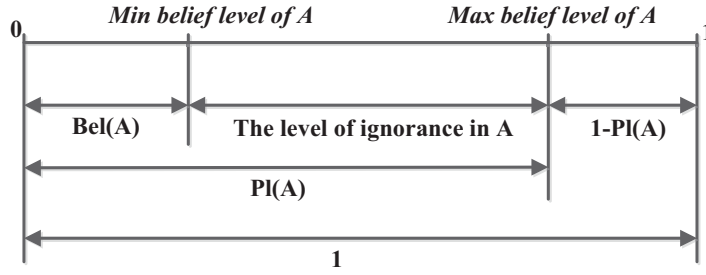 Min belief level of A Max belief level of A
0 1
Bel(A) The level of ignorance in A 1-Pl(A)
Pl(A)
1